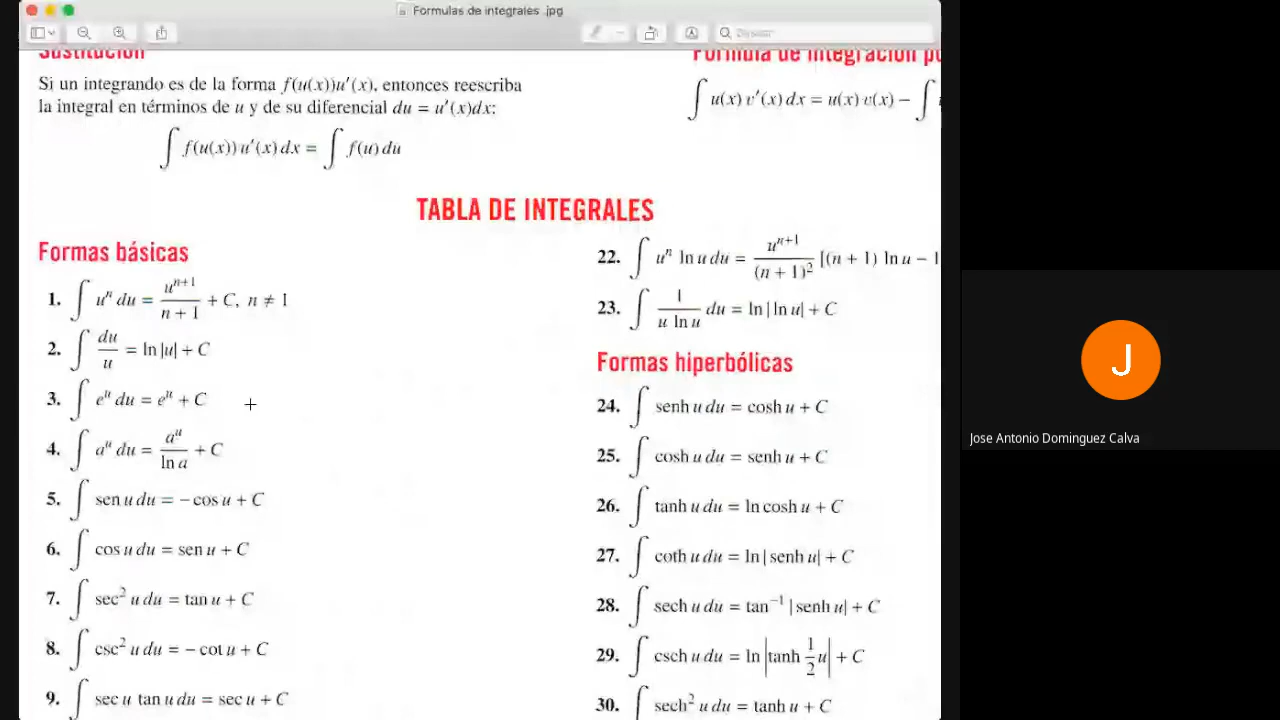 Formulas de integrales .jpg
Buscar
Sustitución
Si un integrando es de la forma f(u(x))u′(x), entonces reescriba
la integral en términos de u y de su diferencial du = u′(x)dx:
∫ f(u(x)) u′(x) dx = ∫ f(u) du
Fórmula de integración
∫ u(x) v′(x) dx = u(x) v(x) − ∫
TABLA DE INTEGRALES
Formas básicas
1. ∫ uⁿ du = uⁿ⁺¹/(n + 1) + C, n ≠ 1
2. ∫ du/u = ln |u| + C
3. ∫ eᵘ du = eᵘ + C
4. ∫ aᵘ du = aᵘ/ln a + C
5. ∫ sen u du = − cos u + C
6. ∫ cos u du = sen u + C
7. ∫ sec² u du = tan u + C
8. ∫ csc² u du = − cot u + C
9. ∫ sec u tan u du = sec u + C
22. ∫ uⁿ ln u du = uⁿ⁺¹/(n + 1)² [(n + 1) ln u − 1
23. ∫ 1/(u ln u) du = ln | ln u| + C
Formas hiperbólicas
24. ∫ senh u du = cosh u + C
25. ∫ cosh u du = senh u + C
26. ∫ tanh u du = ln cosh u + C
27. ∫ coth u du = ln | senh u| + C
28. ∫ sech u du = tan⁻¹ | senh u| + C
29. ∫ csch u du = ln |tanh 1/2 u| + C
30. ∫ sech² u du = tanh u + C
J
Jose Antonio Dominguez Calva